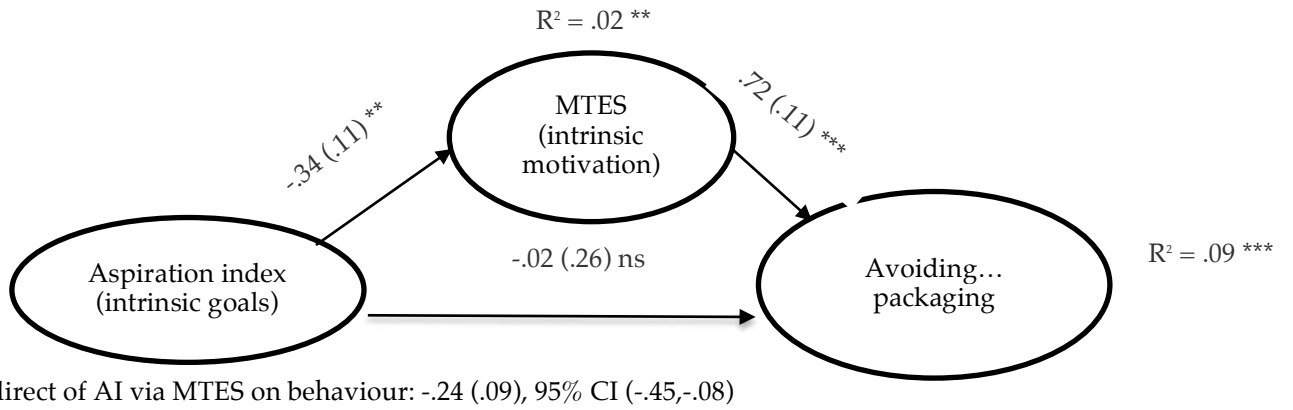 R² = .02 **
MTES
(intrinsic
motivation)
-.34 (.11) **
.72 (.11) ***
Aspiration index
(intrinsic goals)
-.02 (.26) ns
Avoiding…
packaging
R² = .09 ***
direct of AI via MTES on behaviour: -.24 (.09), 95% CI (-.45,-.08)